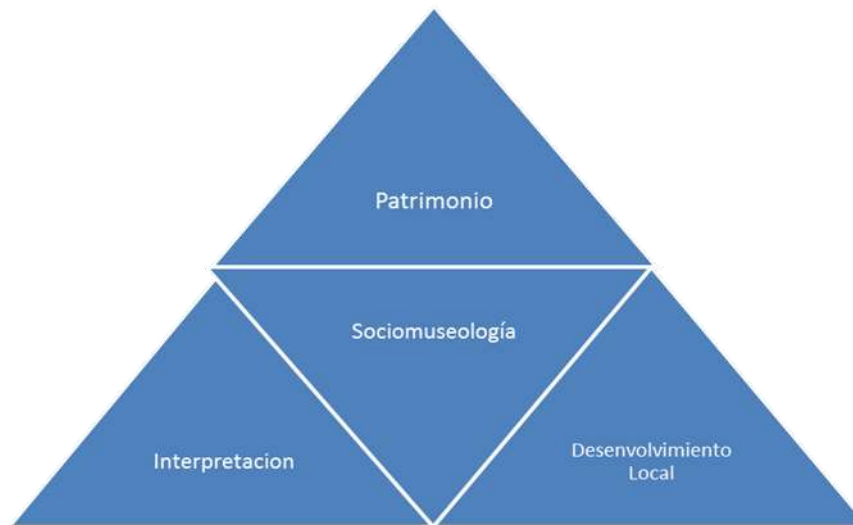 Patrimonio
Sociomuseología
Interpretacion
Desenvolvimiento
Local